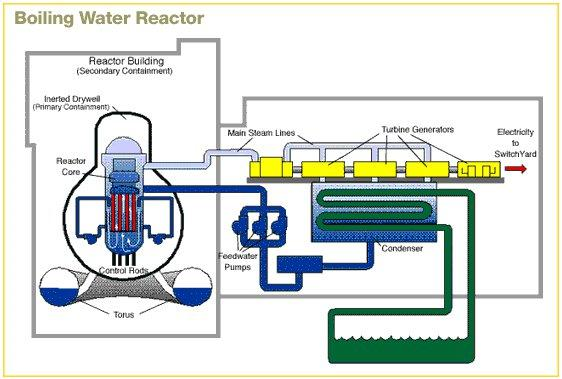 Boiling Water Reactor
Reactor Building
(Secondary Containment)
Inerted Drywell
(Primary Containment)
Main Steam Lines
Turbine Generators
Electricity
to
SwitchYard
Reactor
Core
Feedwater
Pumps
Condenser
Control Rods
Torus